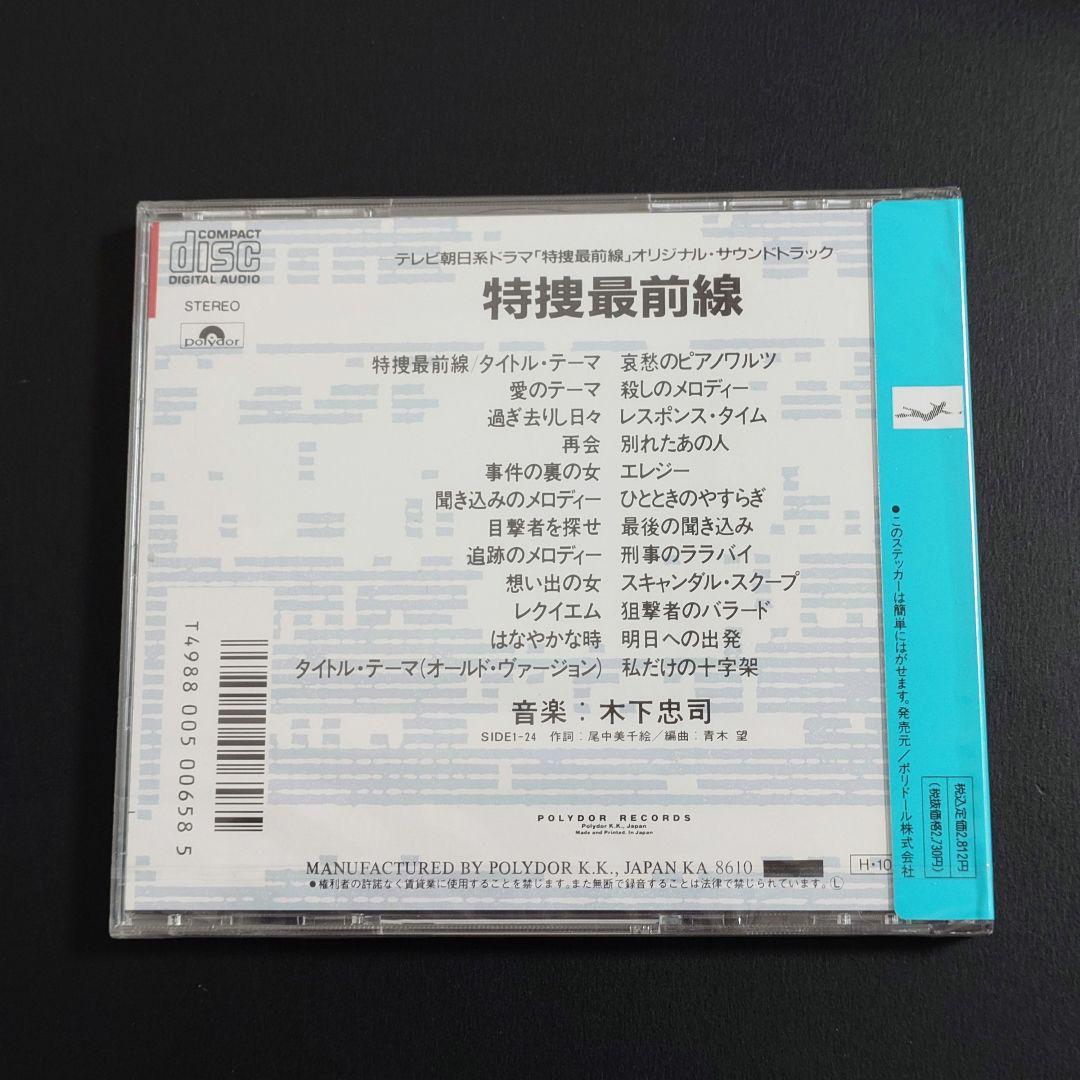 COMPACT
disc
DIGITAL AUDIO
STEREO
polydor
テレビ朝日系ドラマ「特捜最前線」オリジナル・サウンドトラック
特捜最前線
特捜最前線/タイトル・テーマ 哀愁のピアノワルツ
愛のテーマ 殺しのメロディー
過ぎ去りし日々 レスポンス・タイム
再会 別れたあの人
事件の裏の女 エレジー
聞き込みのメロディー ひとときのやすらぎ
目撃者を探せ 最後の聞き込み
追跡のメロディー 刑事のララバイ
想い出の女 スキャンダル・スクープ
レクイエム 狙撃者のバラード
はなやかな時 明日への出発
タイトル・テーマ(オールド・ヴァージョン) 私だけの十字架
音楽：木下忠司
SIDE1-24 作詞：尾中美千絵/編曲：青木 望
POLYDOR RECORDS
Polydor K.K., Japan
Made and Printed. In Japan
MANUFACTURED BY POLYDOR K.K., JAPAN KA 8610
H・10
●権利者の許諾なく賃貸業に使用することを禁じます。また無断で録音することは法律で禁じられています。Ⓛ
T4988 005 00658 5
●このステッカーは簡単にはがせます。発売元/ポリドール株式会社
税込定価2,812円
(税抜価格2,730円)